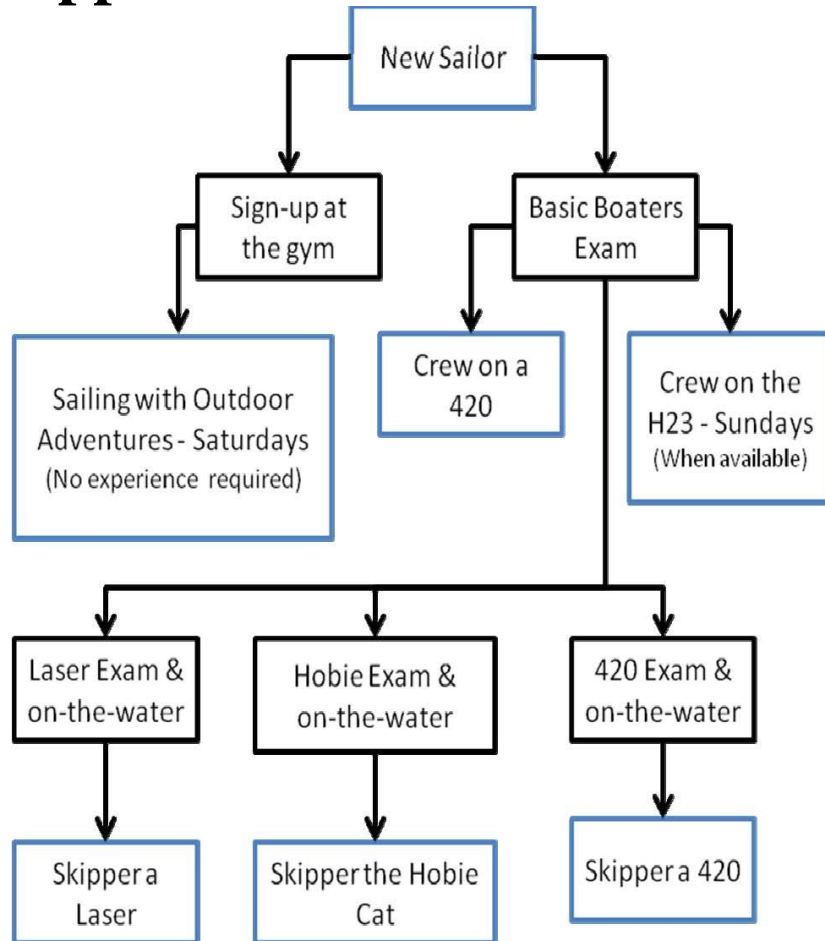 New Sailor
Sign-up at
the gym
Basic Boaters
Exam
Sailing with Outdoor
Adventures - Saturdays
(No experience required)
Crew on a
420
Crew on the
H23 - Sundays
(When available)
Laser Exam &
on-the-water
Hobie Exam &
on-the-water
420 Exam &
on-the-water
Skipper a
Laser
Skipper the Hobie
Cat
Skipper a 420